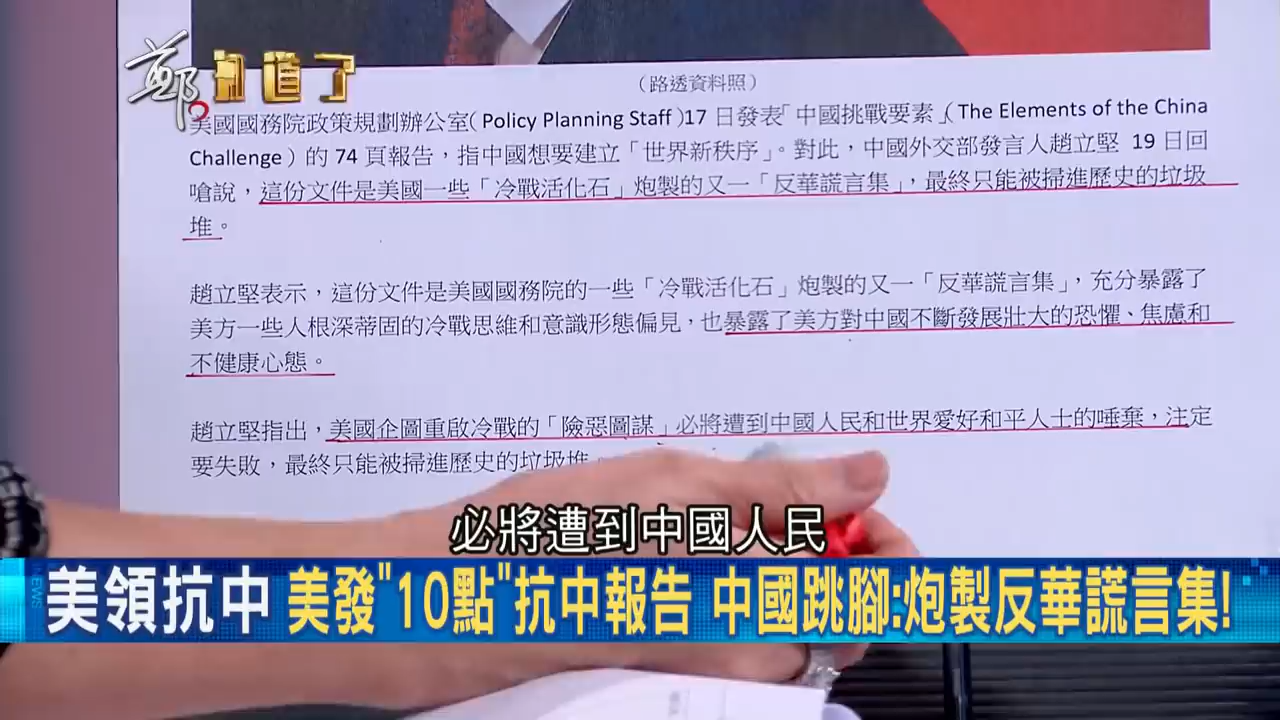 鄭知道了
（路透資料照）
美國國務院政策規劃辦公室（Policy Planning Staff）17 日發表「中國挑戰要素」（The Elements of the China
Challenge）的 74 頁報告，指中國想要建立「世界新秩序」。對此，中國外交部發言人趙立堅 19 日回
嗆說，這份文件是美國一些「冷戰活化石」炮製的又一「反華謊言集」，最終只能被掃進歷史的垃圾
堆。
趙立堅表示，這份文件是美國國務院的一些「冷戰活化石」炮製的又一「反華謊言集」，充分暴露了
美方一些人根深蒂固的冷戰思維和意識形態偏見，也暴露了美方對中國不斷發展壯大的恐懼、焦慮和
不健康心態。
趙立堅指出，美國企圖重啟冷戰的「險惡圖謀」必將遭到中國人民和世界愛好和平人士的唾棄，注定
要失敗，最終只能被掃進歷史的垃圾堆。
必將遭到中國人民
NEWS
美領抗中 美發"10點"抗中報告 中國跳腳:炮製反華謊言集!